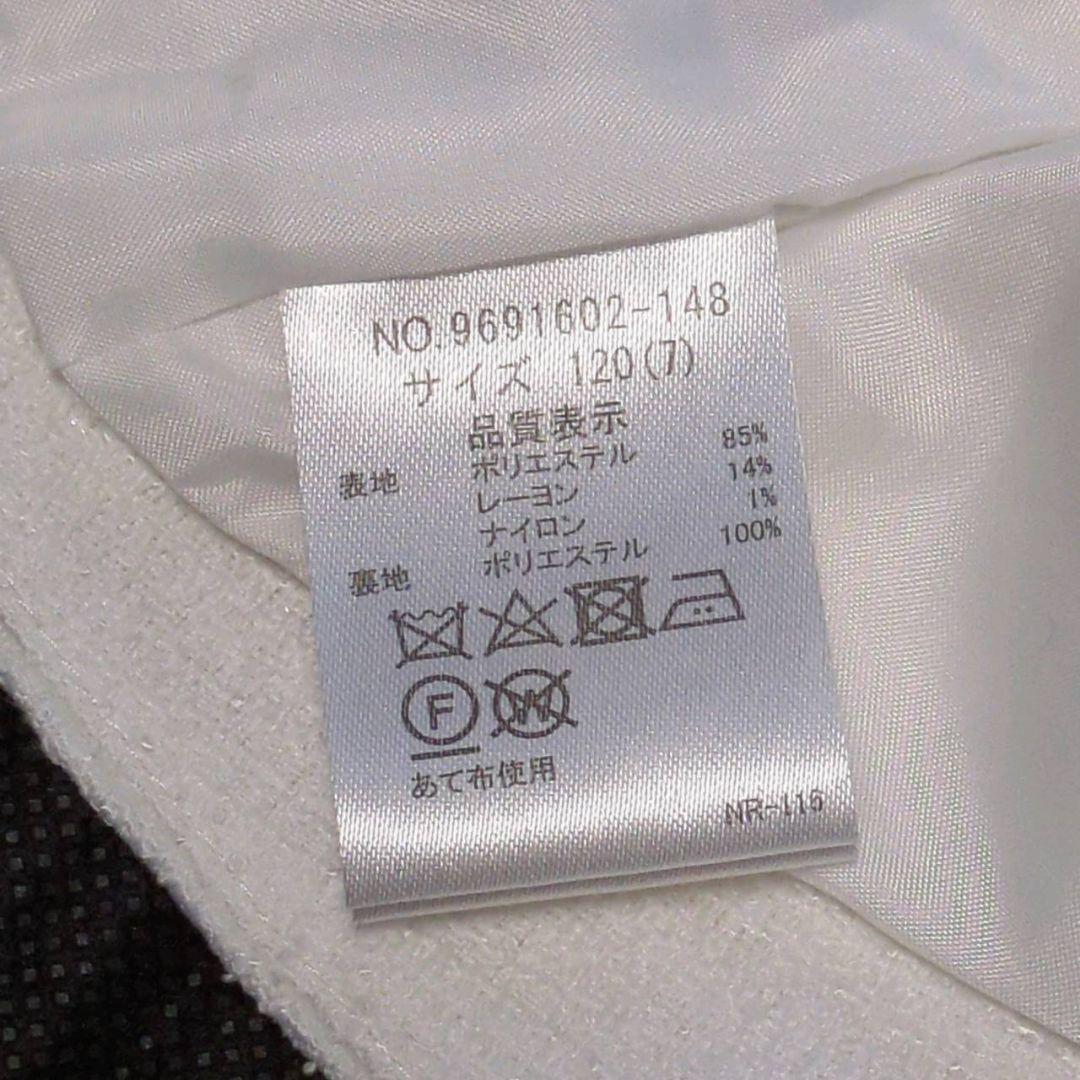 NO.9691602-148
サイズ 120(7)
品質表示
表地 ポリエステル 85%
レーヨン 14%
ナイロン 1%
裏地 ポリエステル 100%
F W
あて布使用
NR-116